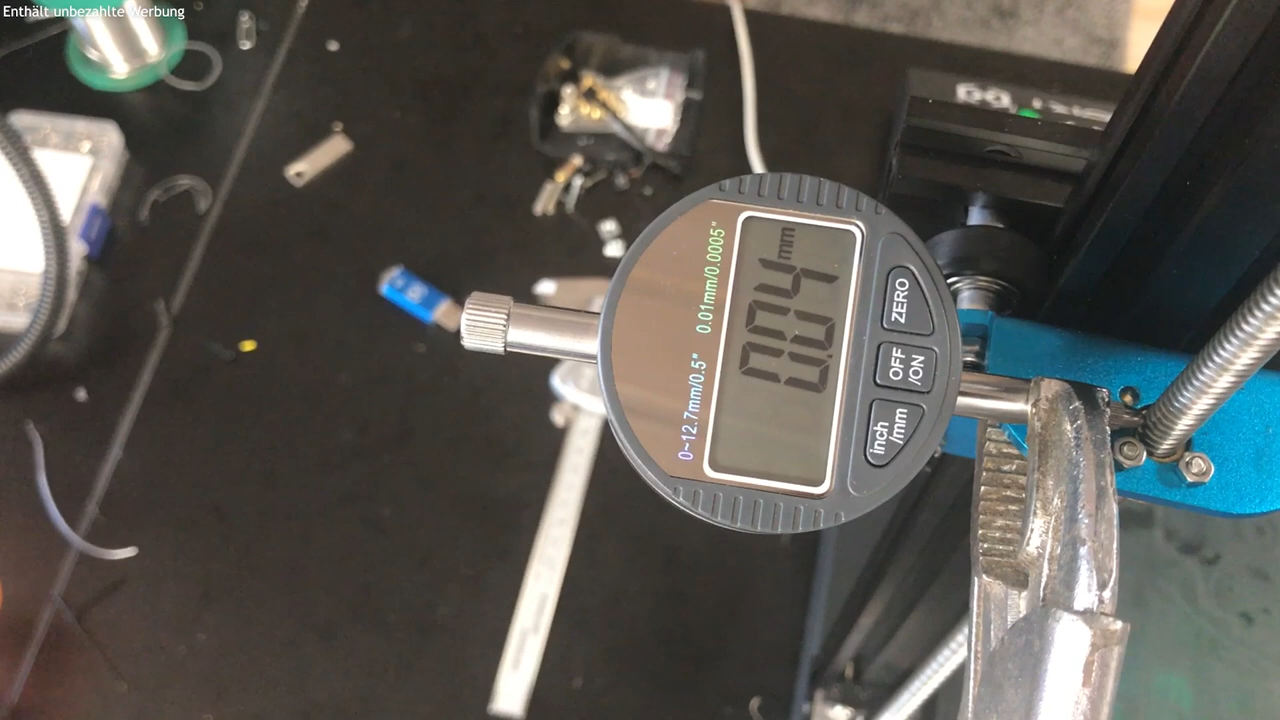 Enthält unbezahlte Werbung
0~12.7mm/0.5" 0.01mm/0.0005"
0.04 mm
inch
/mm
OFF
/ON
ZERO